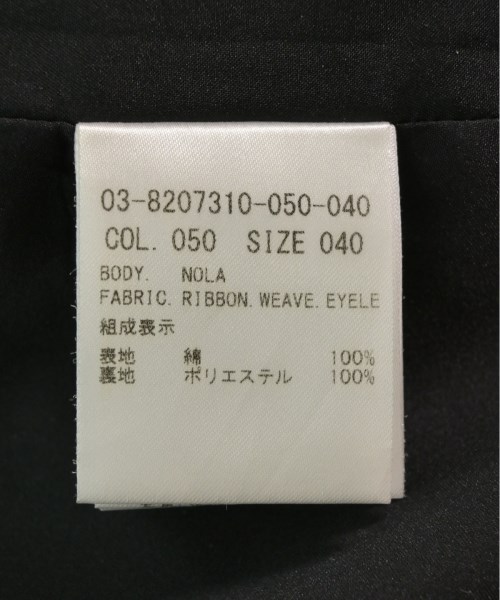 03-8207310-050-040
COL. 050 SIZE 040
BODY. NOLA
FABRIC. RIBBON. WEAVE. EYELE
組成表示
表地 綿 100%
裏地 ポリエステル 100%